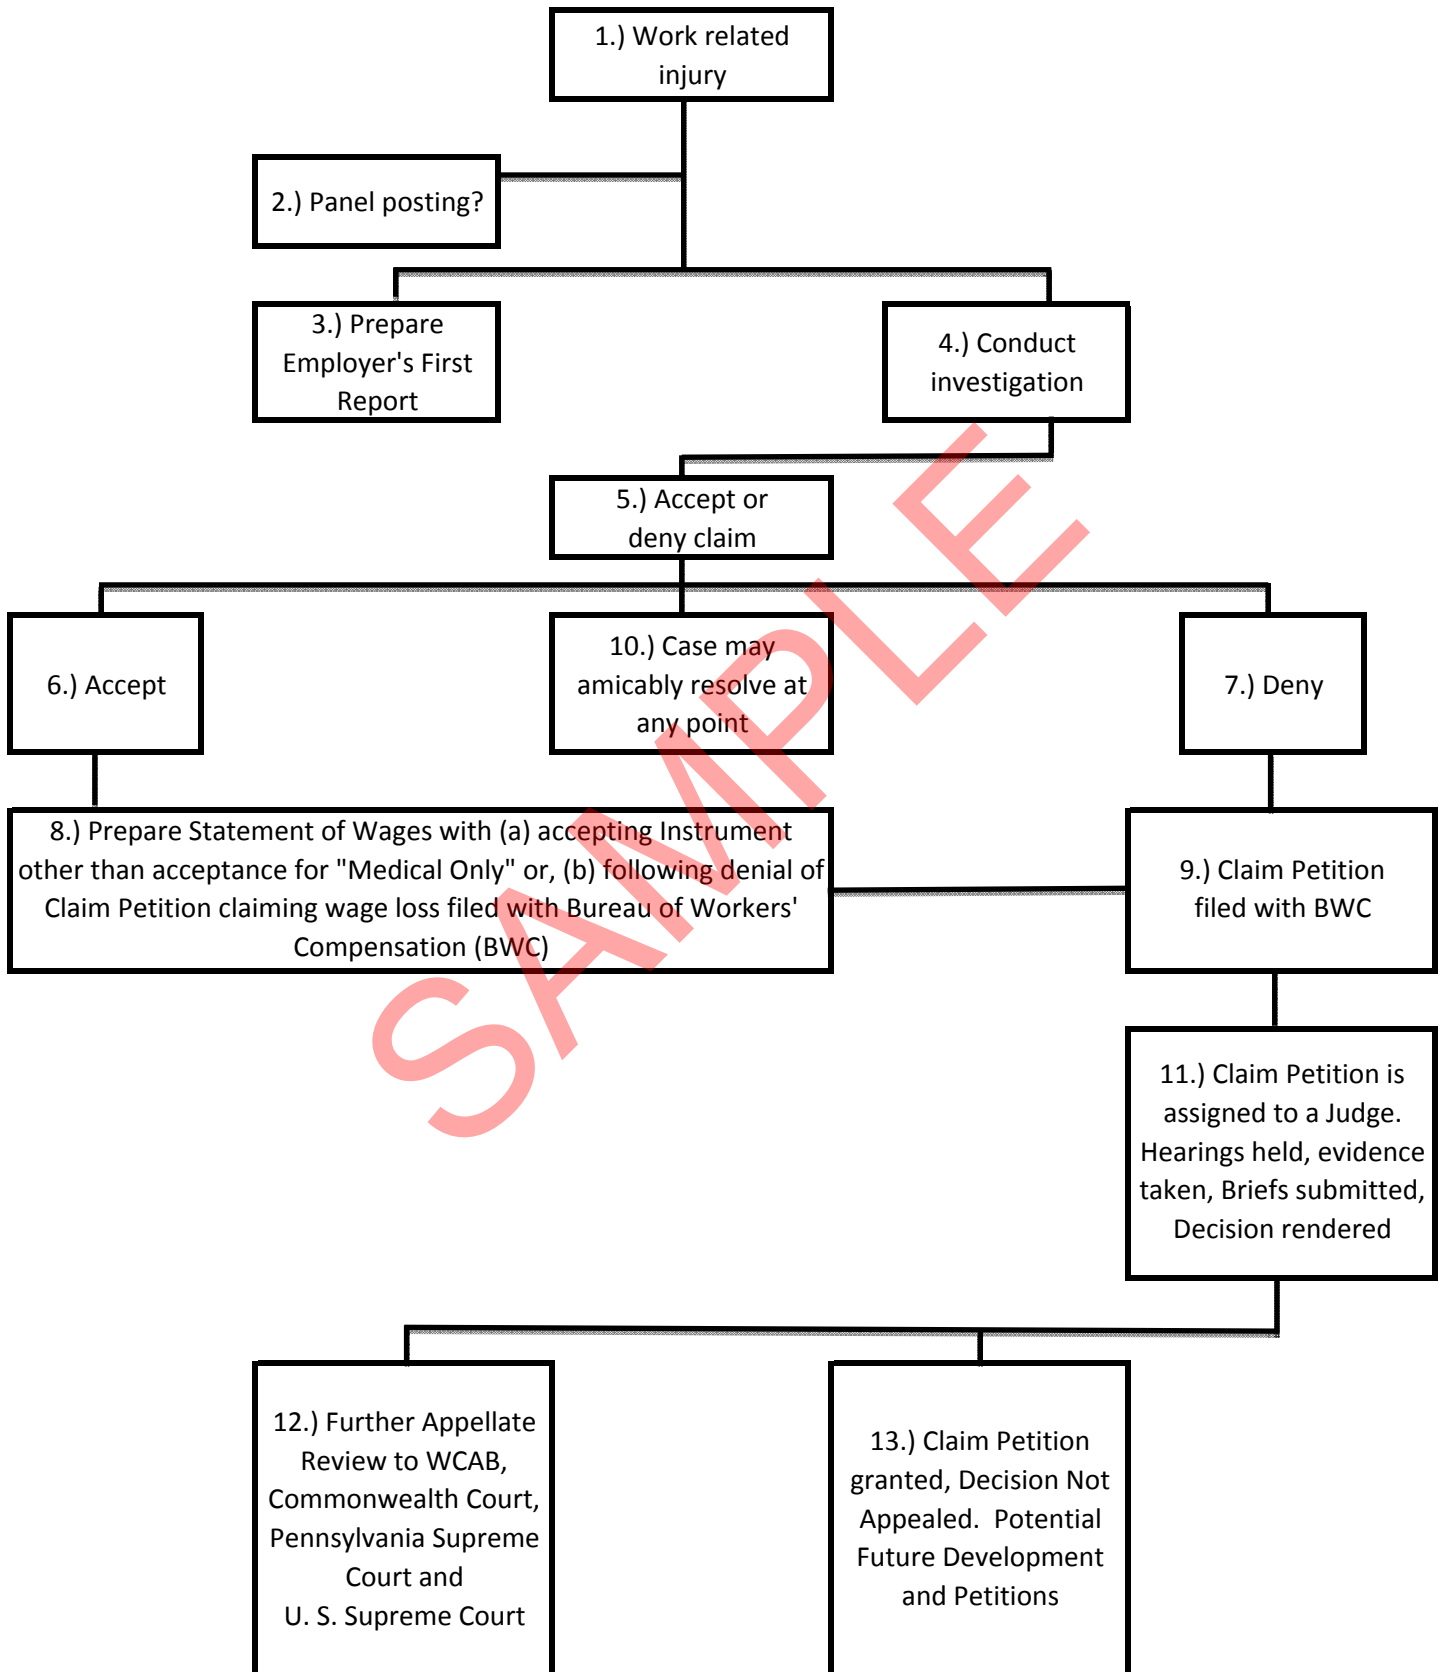 1.) Work related
injury
2.) Panel posting?
3.) Prepare
Employer's First
Report
4.) Conduct
investigation
5.) Accept or
deny claim
6.) Accept
10.) Case may
amicably resolve at
any point
7.) Deny
8.) Prepare Statement of Wages with (a) accepting Instrument
other than acceptance for "Medical Only" or, (b) following denial of
Claim Petition claiming wage loss filed with Bureau of Workers'
Compensation (BWC)
9.) Claim Petition
filed with BWC
11.) Claim Petition is
assigned to a Judge.
Hearings held, evidence
taken, Briefs submitted,
Decision rendered
12.) Further Appellate
Review to WCAB,
Commonwealth Court,
Pennsylvania Supreme
Court and
U. S. Supreme Court
13.) Claim Petition
granted, Decision Not
Appealed.  Potential
Future Development
and Petitions
SAMPLE